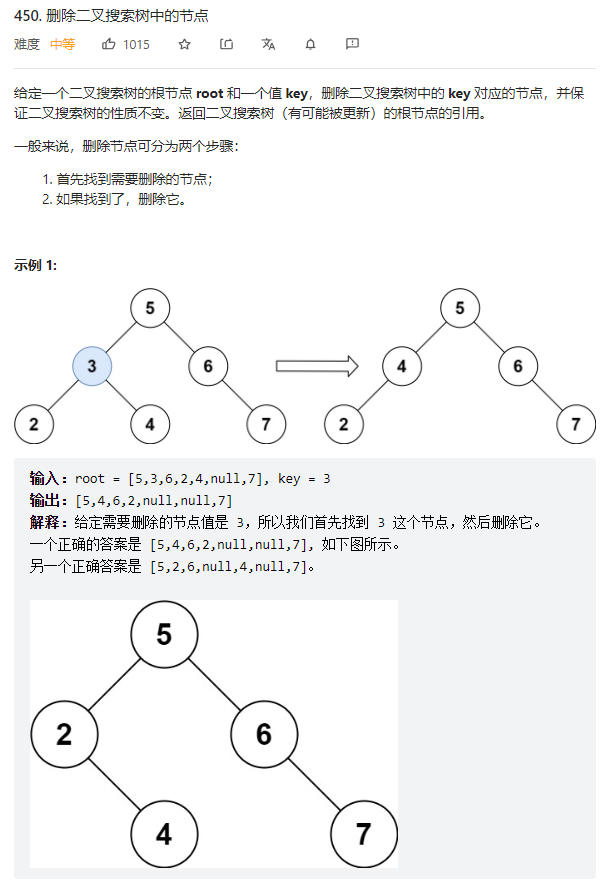 450. 删除二叉搜索树中的节点
难度 中等 1015
给定一个二叉搜索树的根节点 root 和一个值 key，删除二叉搜索树中的 key 对应的节点，并保
证二叉搜索树的性质不变。返回二叉搜索树（有可能被更新）的根节点的引用。
一般来说，删除节点可分为两个步骤：
1. 首先找到需要删除的节点；
2. 如果找到了，删除它。
示例 1:
5 5
3 6 4 6
2 4 7 2 7
输入：root = [5,3,6,2,4,null,7], key = 3
输出：[5,4,6,2,null,null,7]
解释：给定需要删除的节点值是 3，所以我们首先找到 3 这个节点，然后删除它。
一个正确的答案是 [5,4,6,2,null,null,7], 如下图所示。
另一个正确答案是 [5,2,6,null,4,null,7]。
5
2 6
4 7